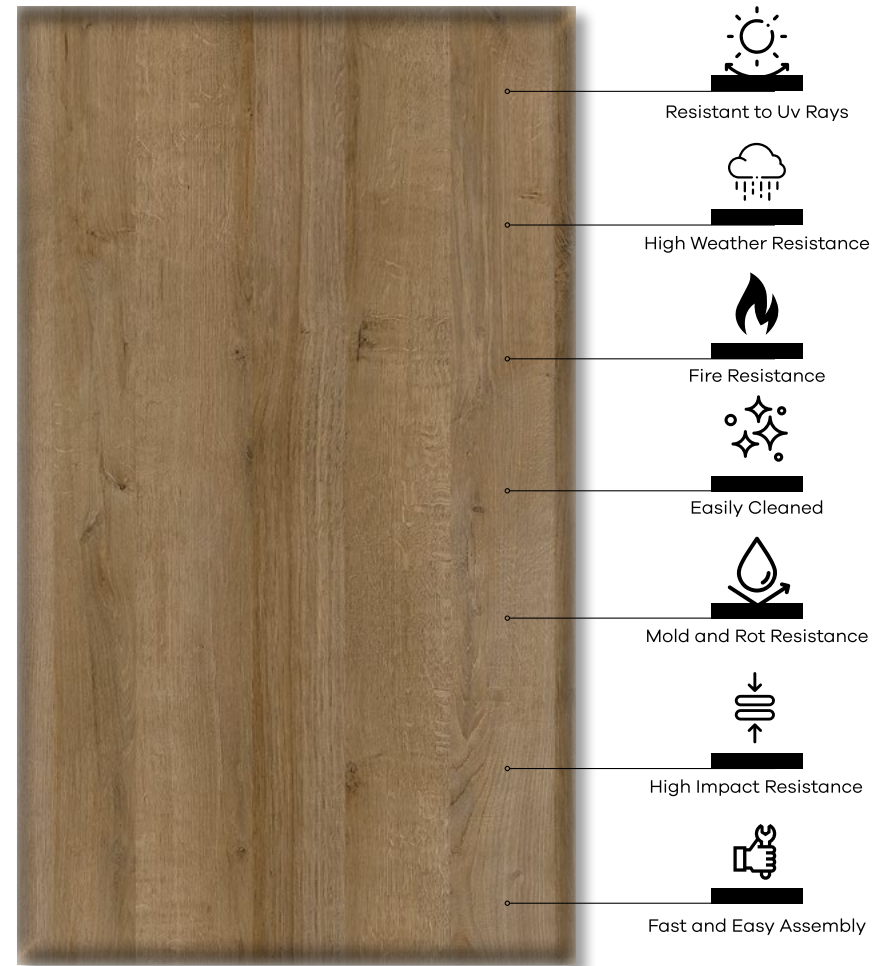 Resistant to Uv Rays
High Weather Resistance
Fire Resistance
Easily Cleaned
Mold and Rot Resistance
High Impact Resistance
Fast and Easy Assembly